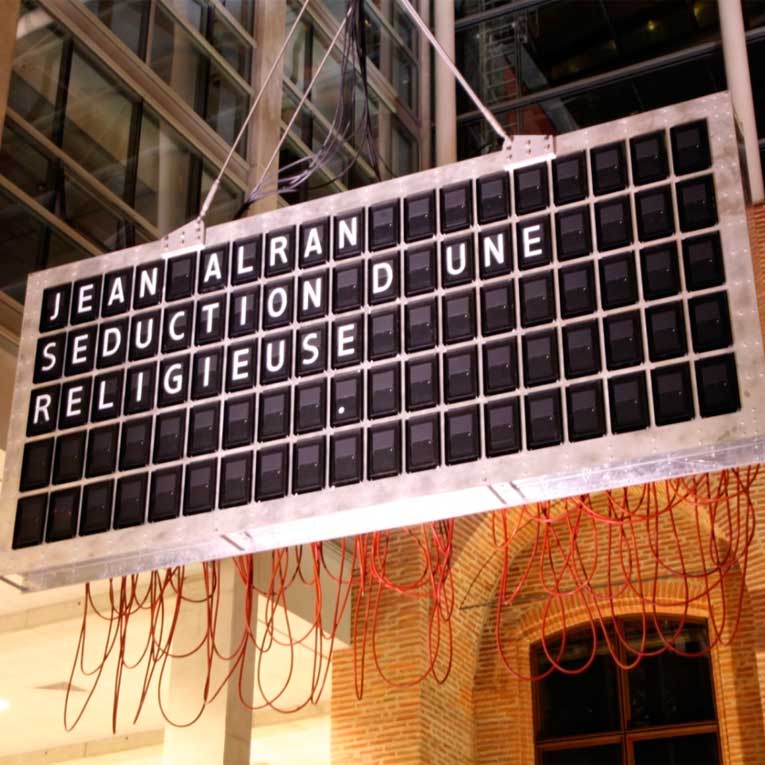 JEAN ALRAN
SEDUCTION D UNE
RELIGIEUSE
.